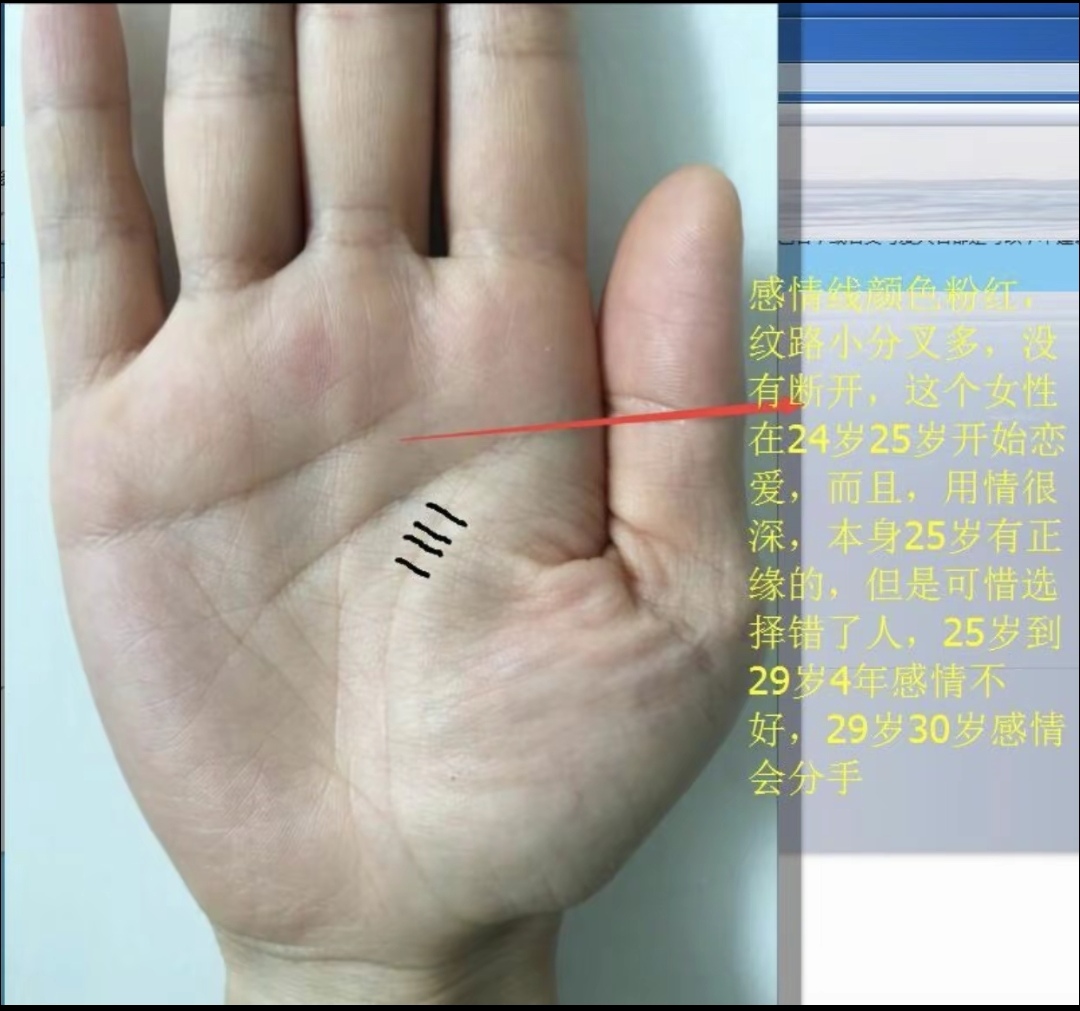 感情线颜色粉红，
纹路小分叉多，没
有断开，这个女性
在24岁25岁开始恋
爱，而且，用情很
深，本身25岁有正
缘的，但是可惜选
择错了人，25岁到
29岁4年感情不
好，29岁30岁感情
会分手